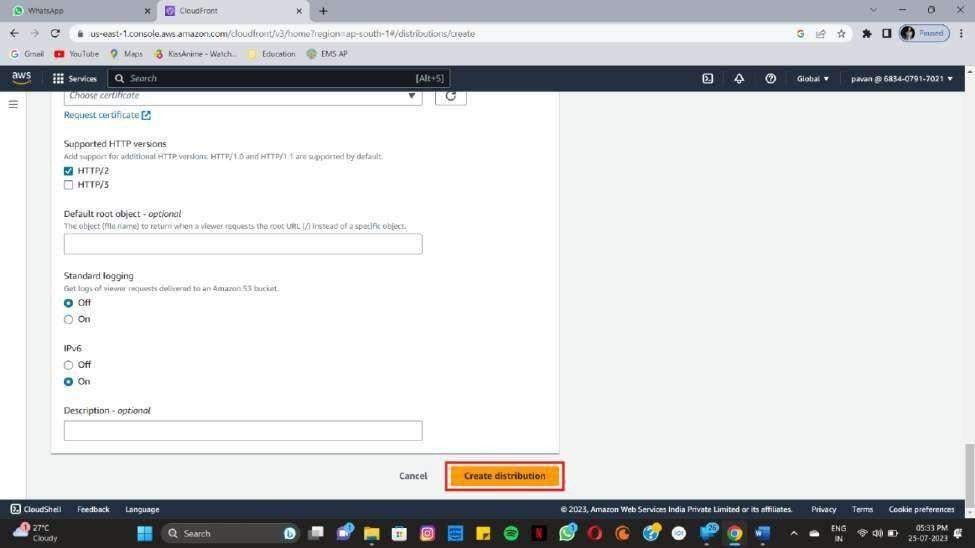 WhatsApp
CloudFront
us-east-1.console.aws.amazon.com/cloudfront/v3/home?region=ap-south-1#/distributions/create
Paused
Gmail YouTube Maps KissAnime - Watch... Education EMS AP
aws Services Search [Alt+S] Global pavan @ 6834-0791-7021
Choose certificate
Request certificate
Supported HTTP versions
Add support for additional HTTP versions. HTTP/1.0 and HTTP/1.1 are supported by default.
HTTP/2
HTTP/3
Default root object - optional
The object (file name) to return when a viewer requests the root URL (/) instead of a specific object.
Standard logging
Get logs of viewer requests delivered to an Amazon S3 bucket.
Off
On
IPv6
Off
On
Description - optional
Cancel Create distribution
CloudShell Feedback Language © 2023, Amazon Web Services India Private Limited or its affiliates. Privacy Terms Cookie preferences
27°C
Cloudy
Search
ENG
IN
05:33 PM
25-07-2023